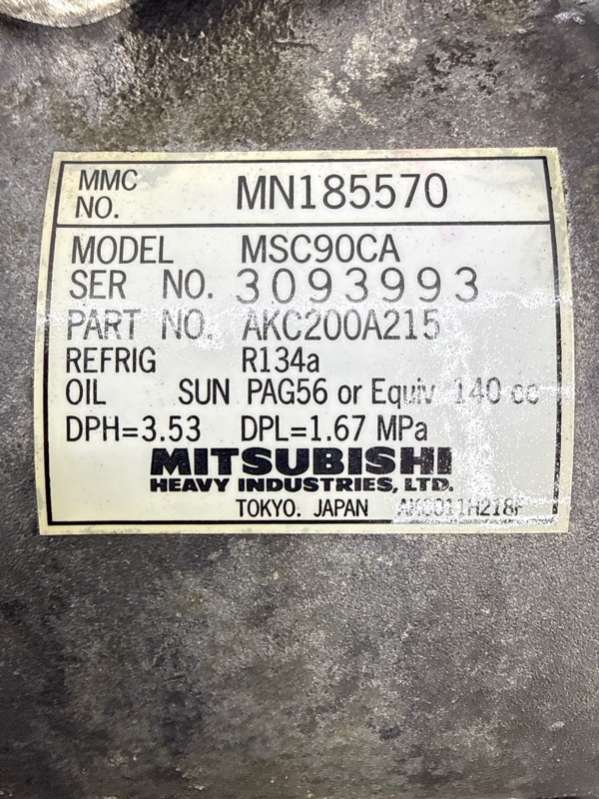 MMC
NO. MN185570
MODEL MSC90CA
SER NO. 3093993
PART NO. AKC200A215
REFRIG R134a
OIL SUN PAG56 or Equiv 140 cc
DPH=3.53 DPL=1.67 MPa
MITSUBISHI
HEAVY INDUSTRIES, LTD.
TOKYO. JAPAN